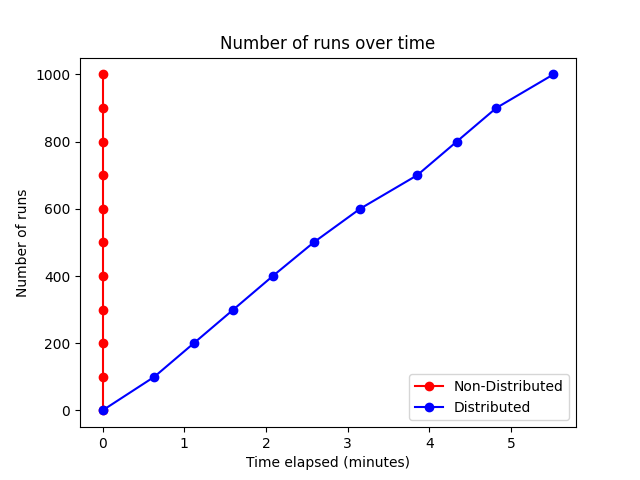 Number of runs over time
1000
800
600
400
200
0
Number of runs
0 1 2 3 4 5
Time elapsed (minutes)
Non-Distributed
Distributed